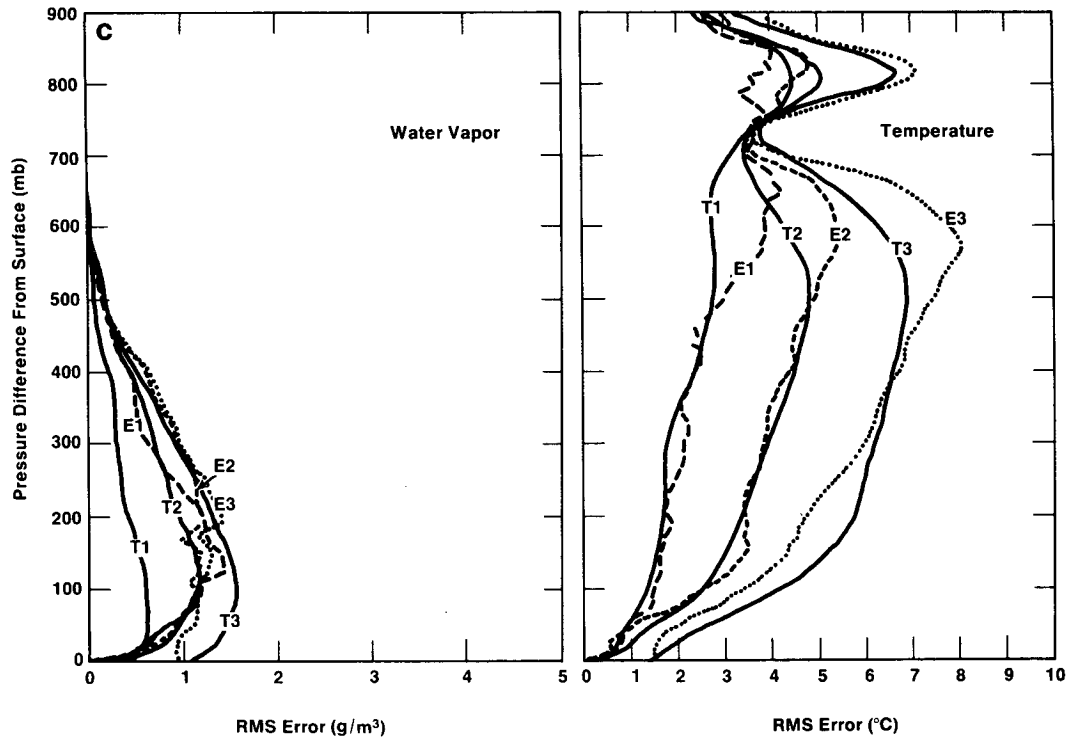 C
Water Vapor
Pressure Difference From Surface (mb)
900
800
700
600
500
400
300
200
100
0
E1
E2
E3
T2
T1
T3
0 1 2 3 4 5
RMS Error (g/m³)
Temperature
T1
E1
T2
E2
T3
E3
0 1 2 3 4 5 6 7 8 9 10
RMS Error (°C)